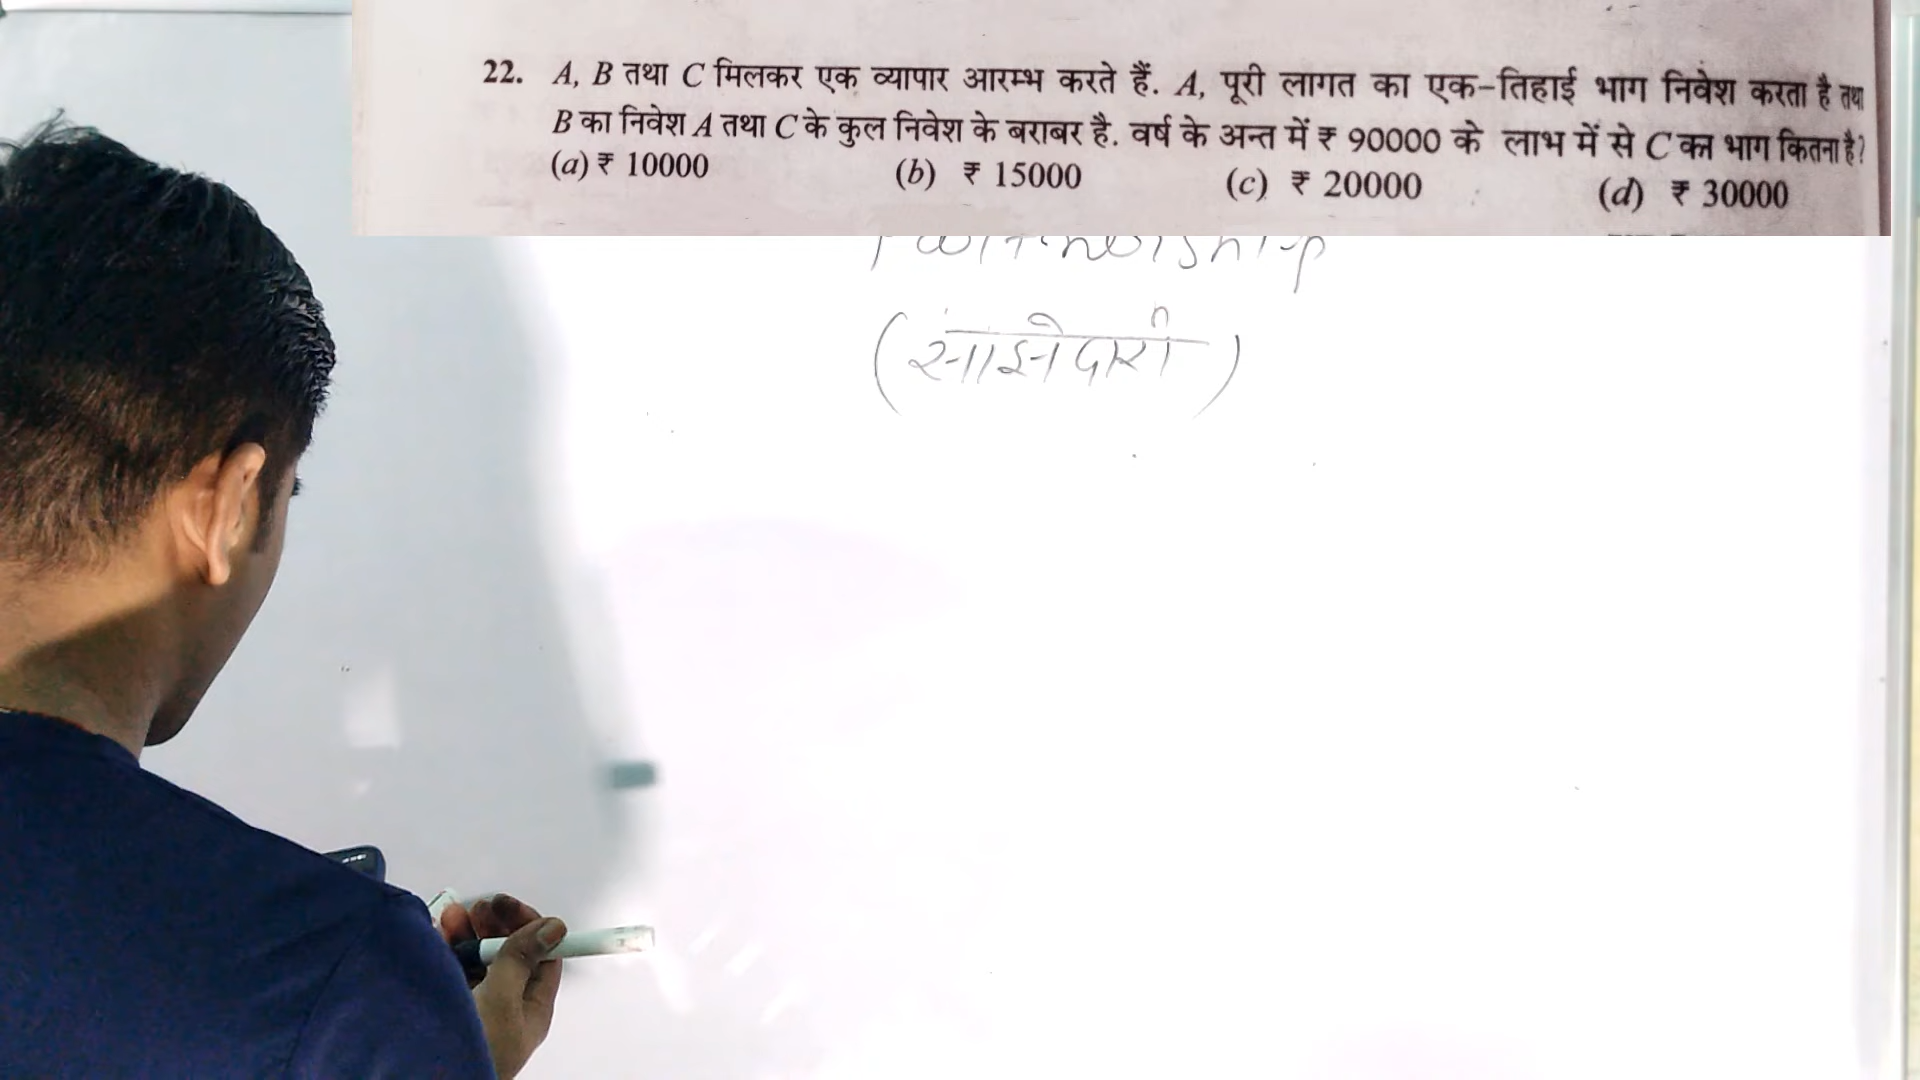 22. A, B तथा C मिलकर एक व्यापार आरम्भ करते हैं. A, पूरी लागत का एक-तिहाई भाग निवेश करता है तथा
B का निवेश A तथा C के कुल निवेश के बराबर है. वर्ष के अन्त में ₹ 90000 के लाभ में से C का भाग कितना है?
(a) ₹ 10000 (b) ₹ 15000 (c) ₹ 20000 (d) ₹ 30000
Partnership
(साझेदारी)